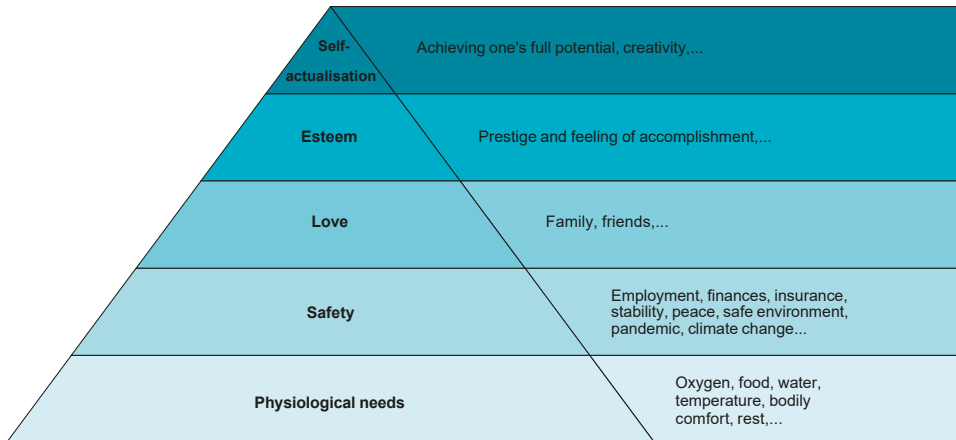 Self-
actualisation
Achieving one's full potential, creativity,...
Esteem
Prestige and feeling of accomplishment,...
Love
Family, friends,...
Safety
Employment, finances, insurance,
stability, peace, safe environment,
pandemic, climate change...
Physiological needs
Oxygen, food, water,
temperature, bodily
comfort, rest,...